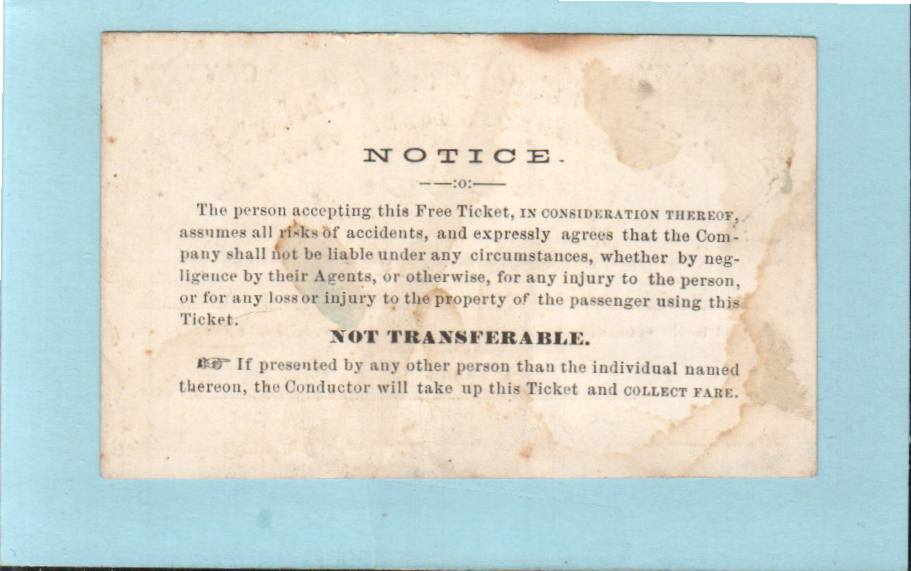 NOTICE.
——:o:——
The person accepting this Free Ticket, IN CONSIDERATION THEREOF,
assumes all risks of accidents, and expressly agrees that the Com-
pany shall not be liable under any circumstances, whether by neg-
ligence by their Agents, or otherwise, for any injury to the person,
or for any loss or injury to the property of the passenger using this
Ticket.
NOT TRANSFERABLE.
☞ If presented by any other person than the individual named
thereon, the Conductor will take up this Ticket and COLLECT FARE.